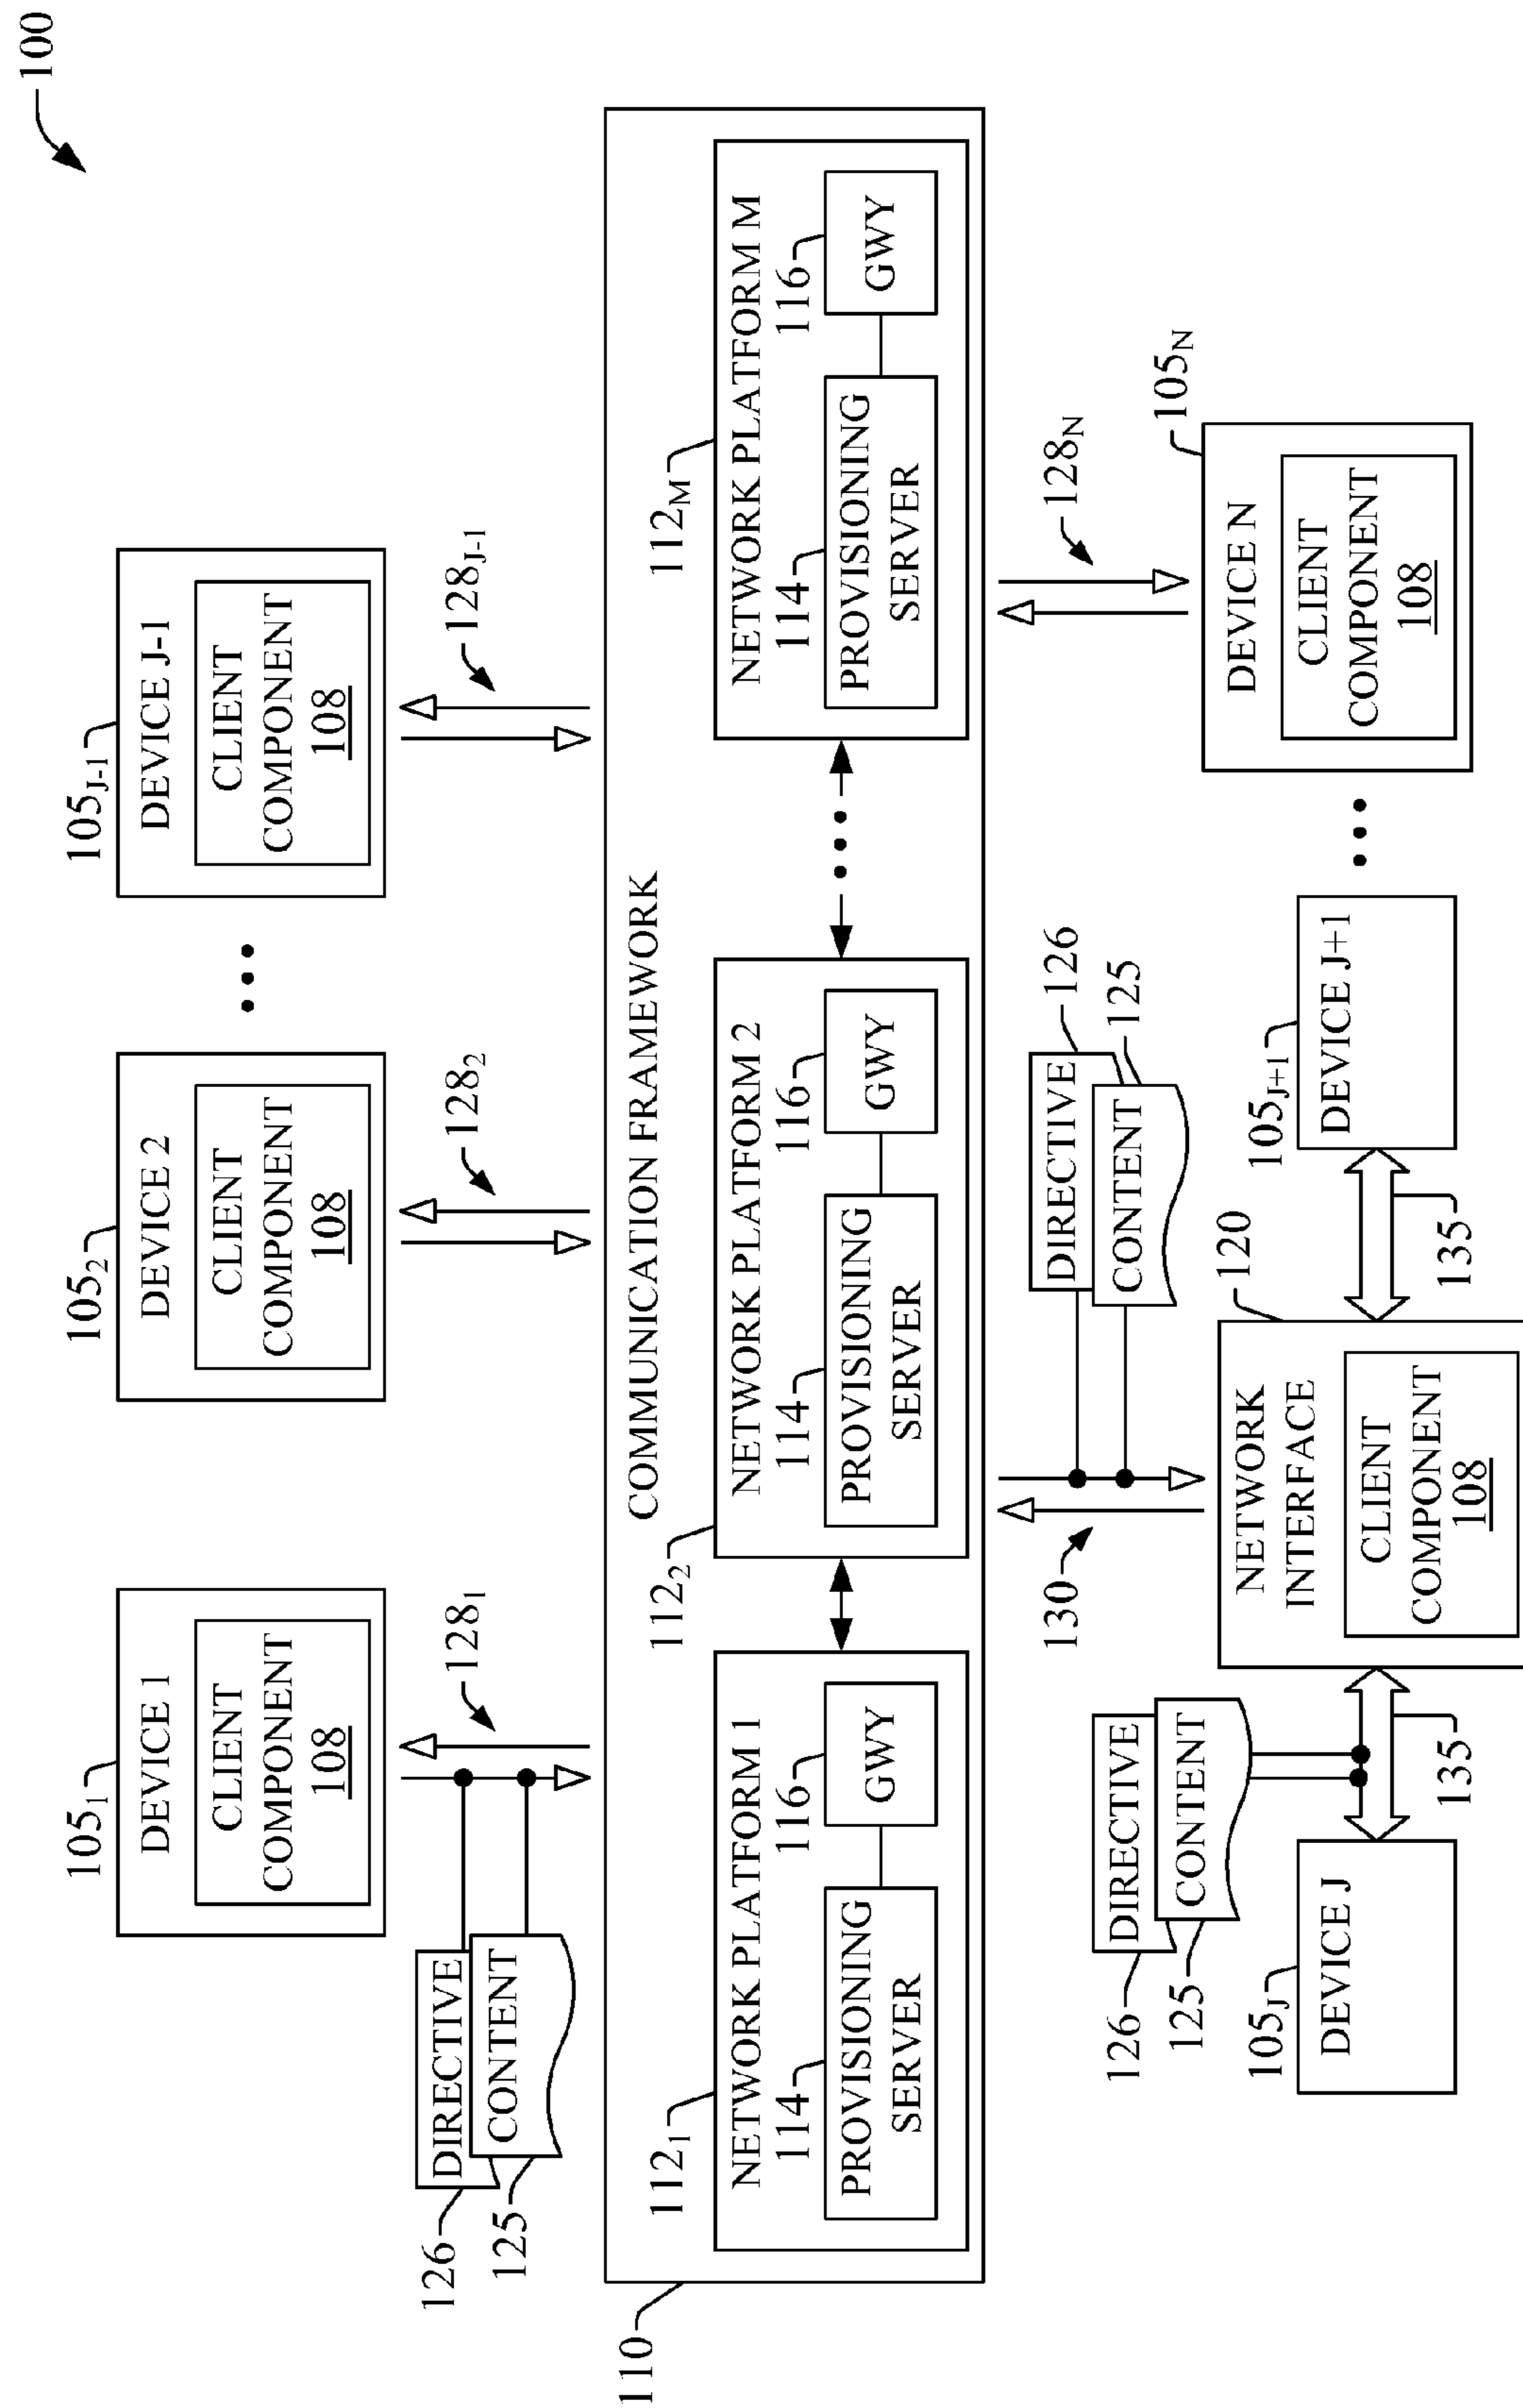 100
105J-1
DEVICE J-1
CLIENT
COMPONENT
108
128J-1
105₂
DEVICE 2
CLIENT
COMPONENT
108
128₂
105₁
DEVICE 1
CLIENT
COMPONENT
108
128₁
126
DIRECTIVE
125
CONTENT
110
COMMUNICATION FRAMEWORK
112₁
NETWORK PLATFORM 1
114
PROVISIONING
SERVER
116
GWY
112₂
NETWORK PLATFORM 2
114
PROVISIONING
SERVER
116
GWY
112M
NETWORK PLATFORM M
114
PROVISIONING
SERVER
116
GWY
130
DIRECTIVE
126
CONTENT
125
128N
126
DIRECTIVE
125
CONTENT
105J
DEVICE J
135
120
NETWORK
INTERFACE
CLIENT
COMPONENT
108
135
105J+1
DEVICE J+1
105N
DEVICE N
CLIENT
COMPONENT
108